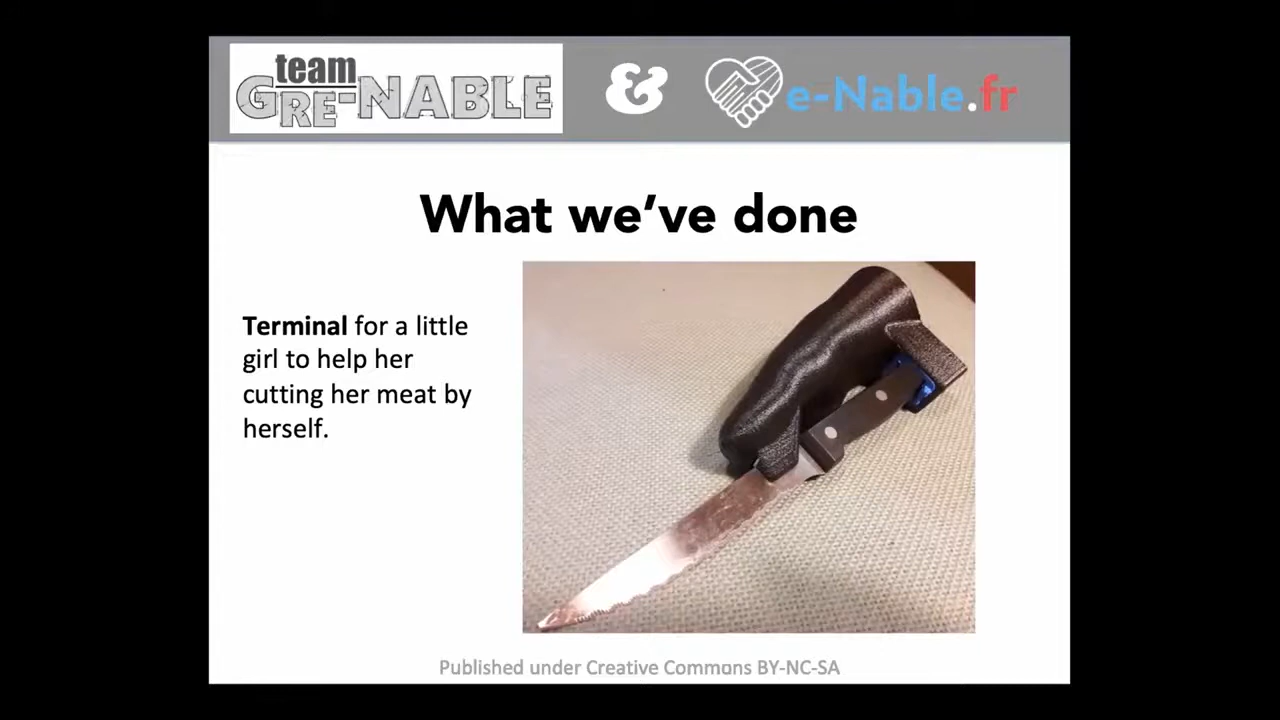 team
GRE-NABLE
&
e-Nable.fr
What we've done
Terminal for a little
girl to help her
cutting her meat by
herself.
Published under Creative Commons BY-NC-SA